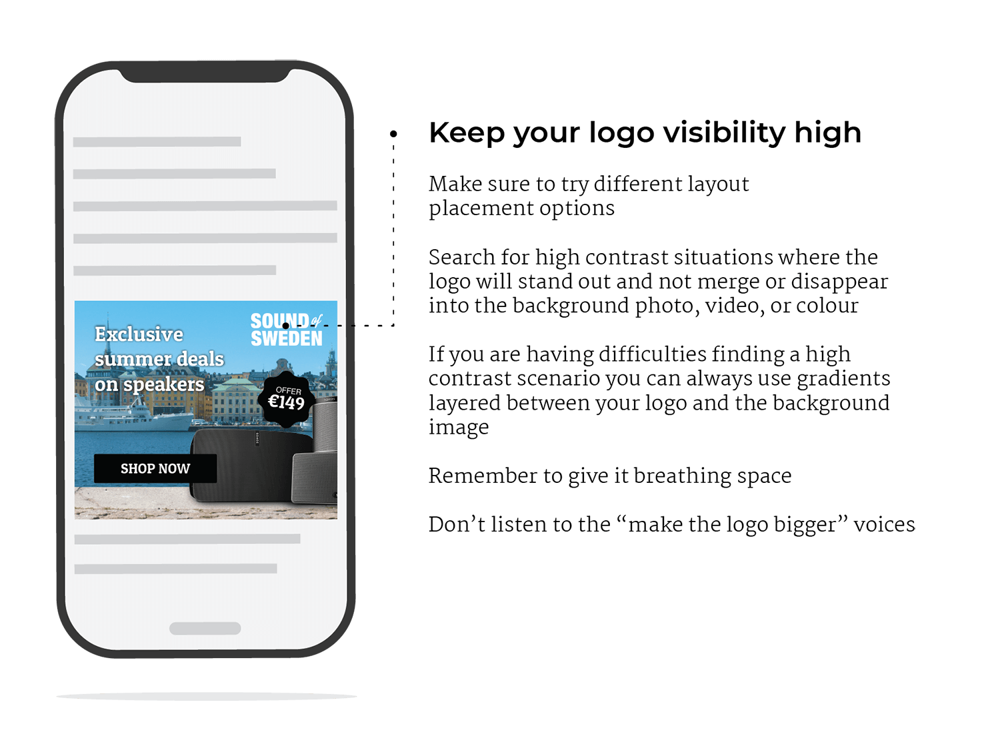 Keep your logo visibility high
Make sure to try different layout
placement options
Search for high contrast situations where the
logo will stand out and not merge or disappear
into the background photo, video, or colour
If you are having difficulties finding a high
contrast scenario you can always use gradients
layered between your logo and the background
image
Remember to give it breathing space
Don’t listen to the “make the logo bigger” voices
Exclusive
summer deals
on speakers
SOUND of
SWEDEN
OFFER
€149
SONOS
SONOS
SHOP NOW